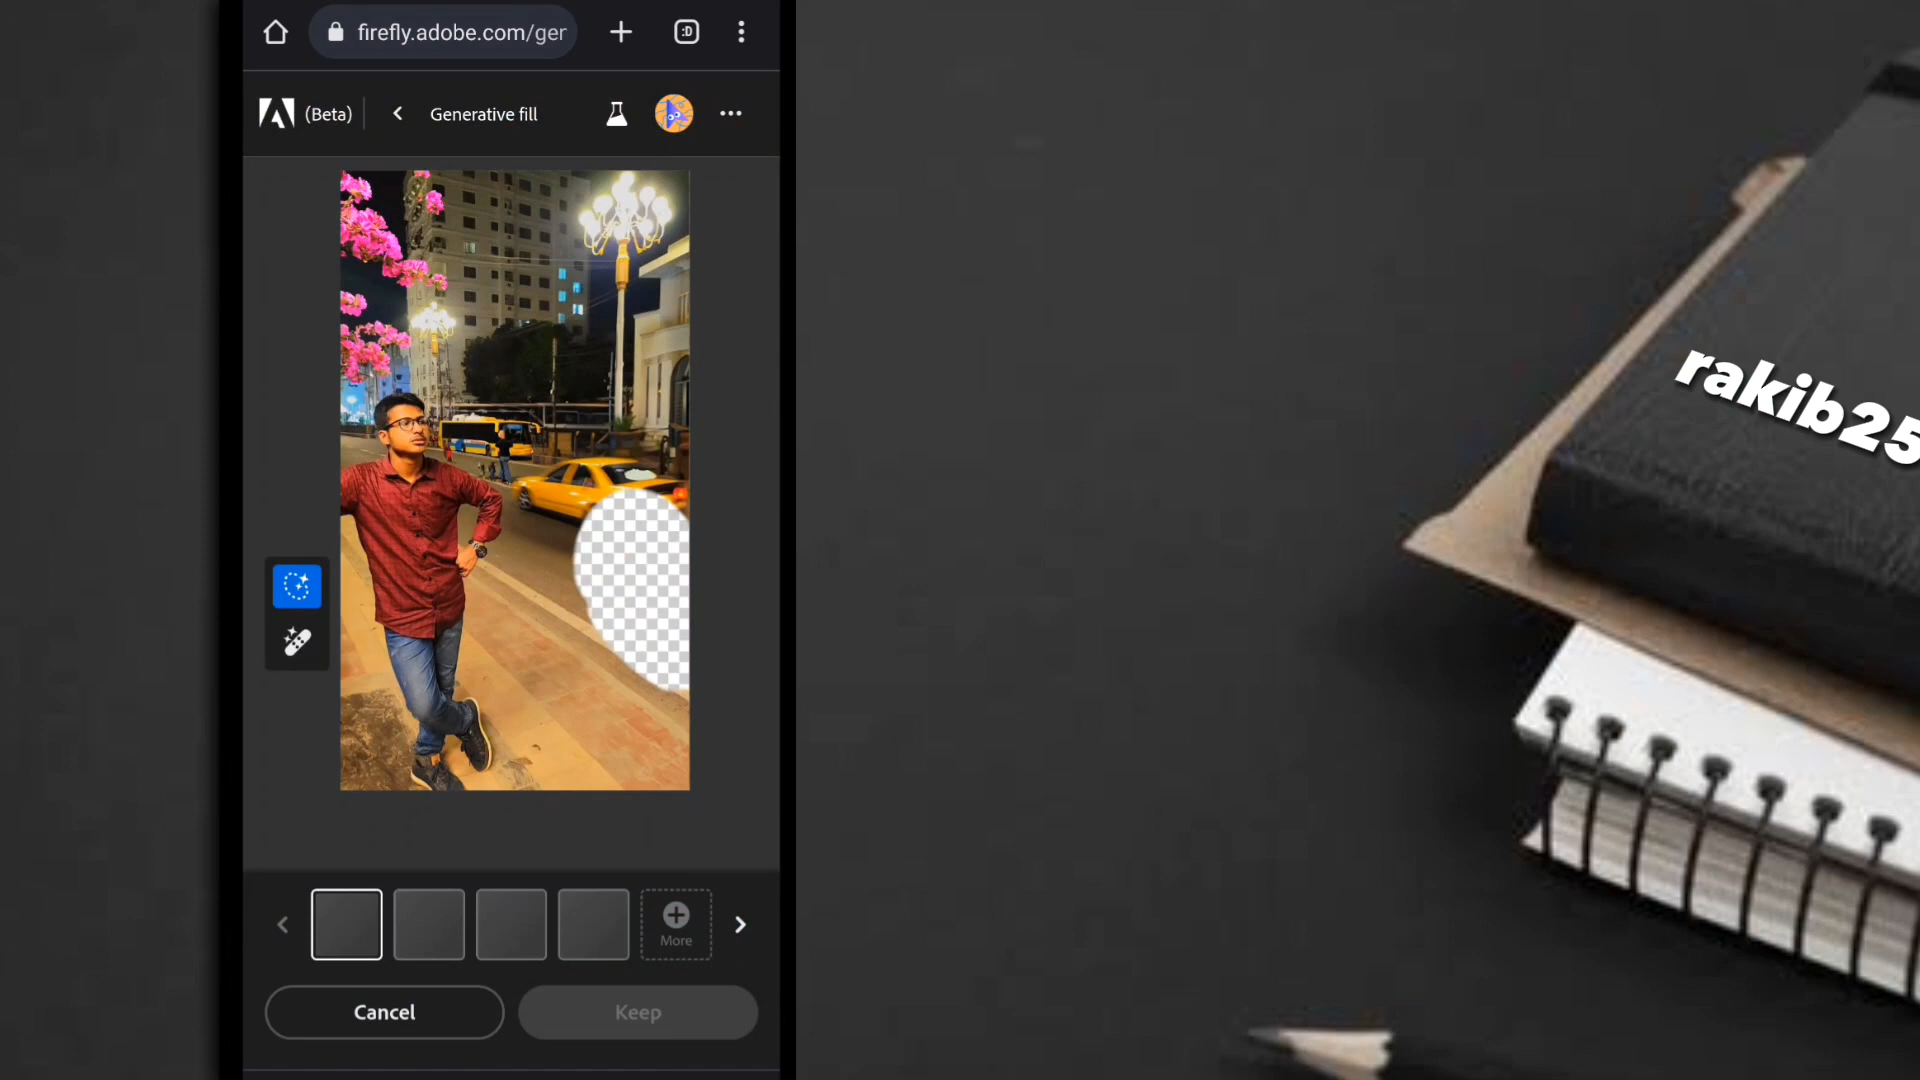 firefly.adobe.com/ger
(Beta)
Generative fill
rakib25
More
Cancel
Keep